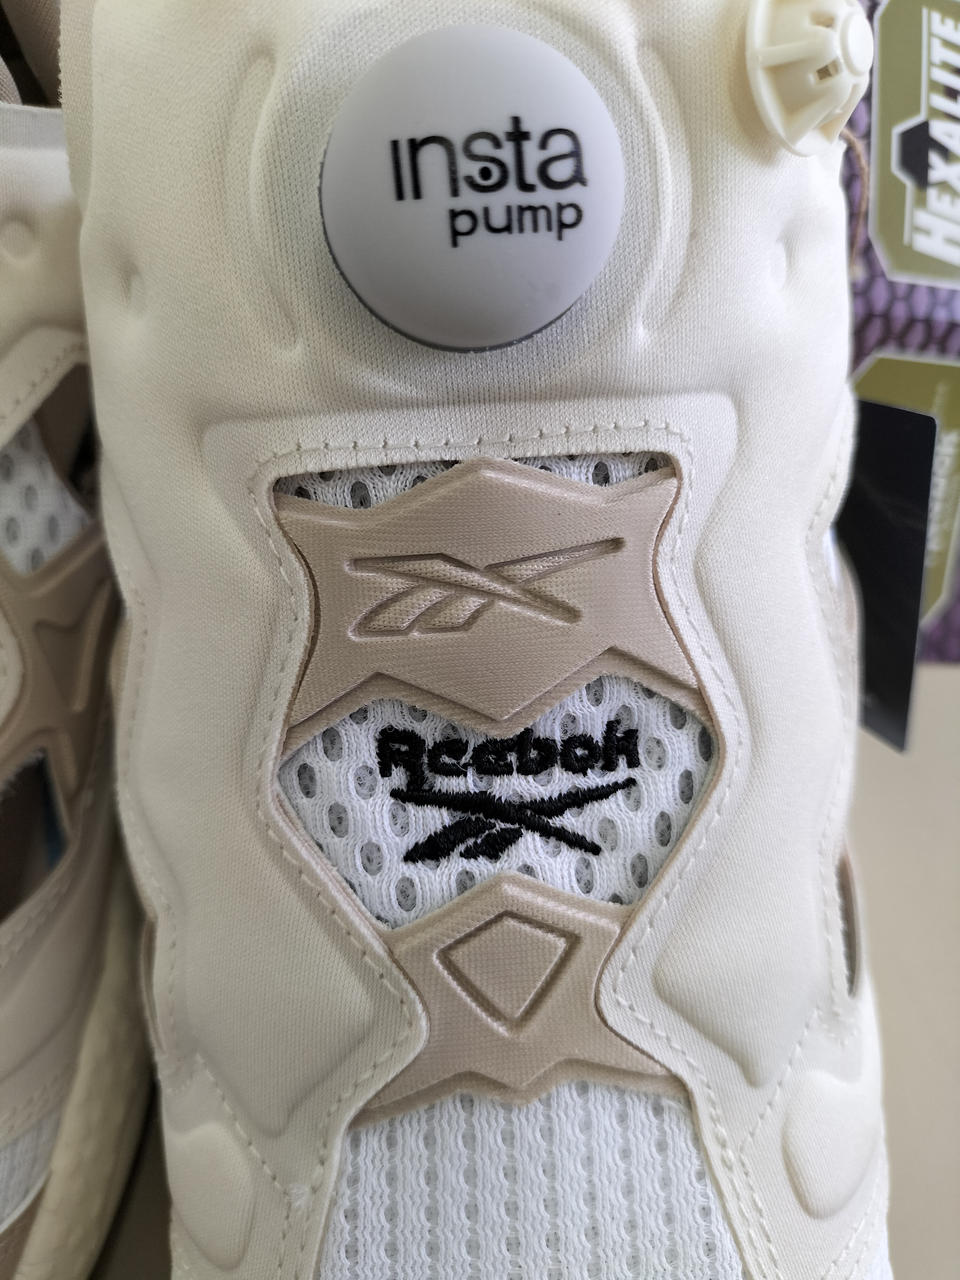 insta
pump
HEXALITE
Reebok